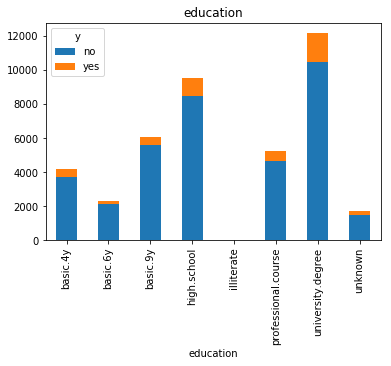 education
y
no
yes
12000
10000
8000
6000
4000
2000
0
basic.4y
basic.6y
basic.9y
high.school
illiterate
professional.course
university.degree
unknown
education